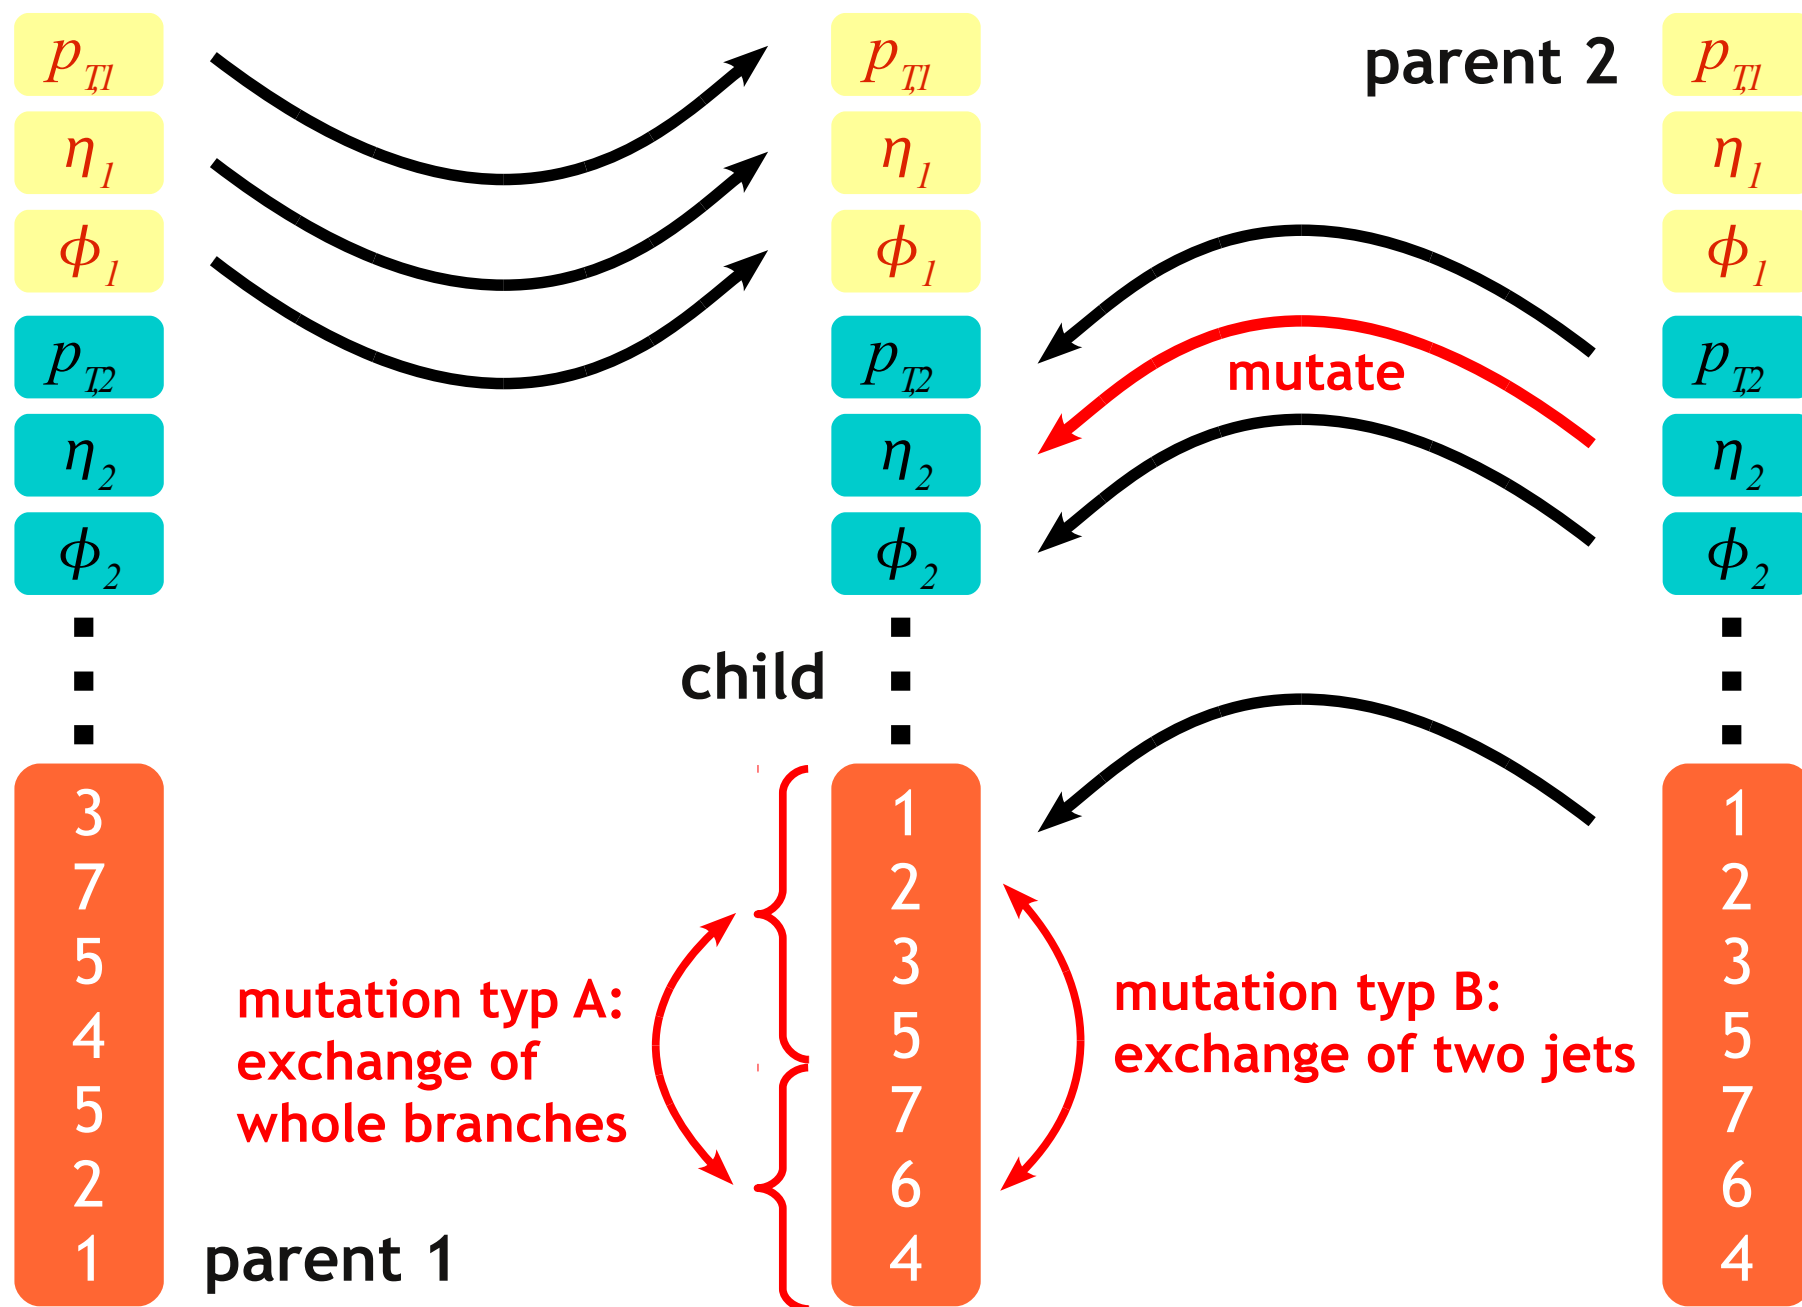 p_T,1
η_1
ϕ_1
p_T,2
η_2
ϕ_2
3
7
5
4
5
2
1
parent 1
mutation typ A:
exchange of
whole branches
child
p_T,1
η_1
ϕ_1
p_T,2
η_2
ϕ_2
1
2
3
5
7
6
4
mutate
mutation typ B:
exchange of two jets
parent 2
p_T,1
η_1
ϕ_1
p_T,2
η_2
ϕ_2
1
2
3
5
7
6
4